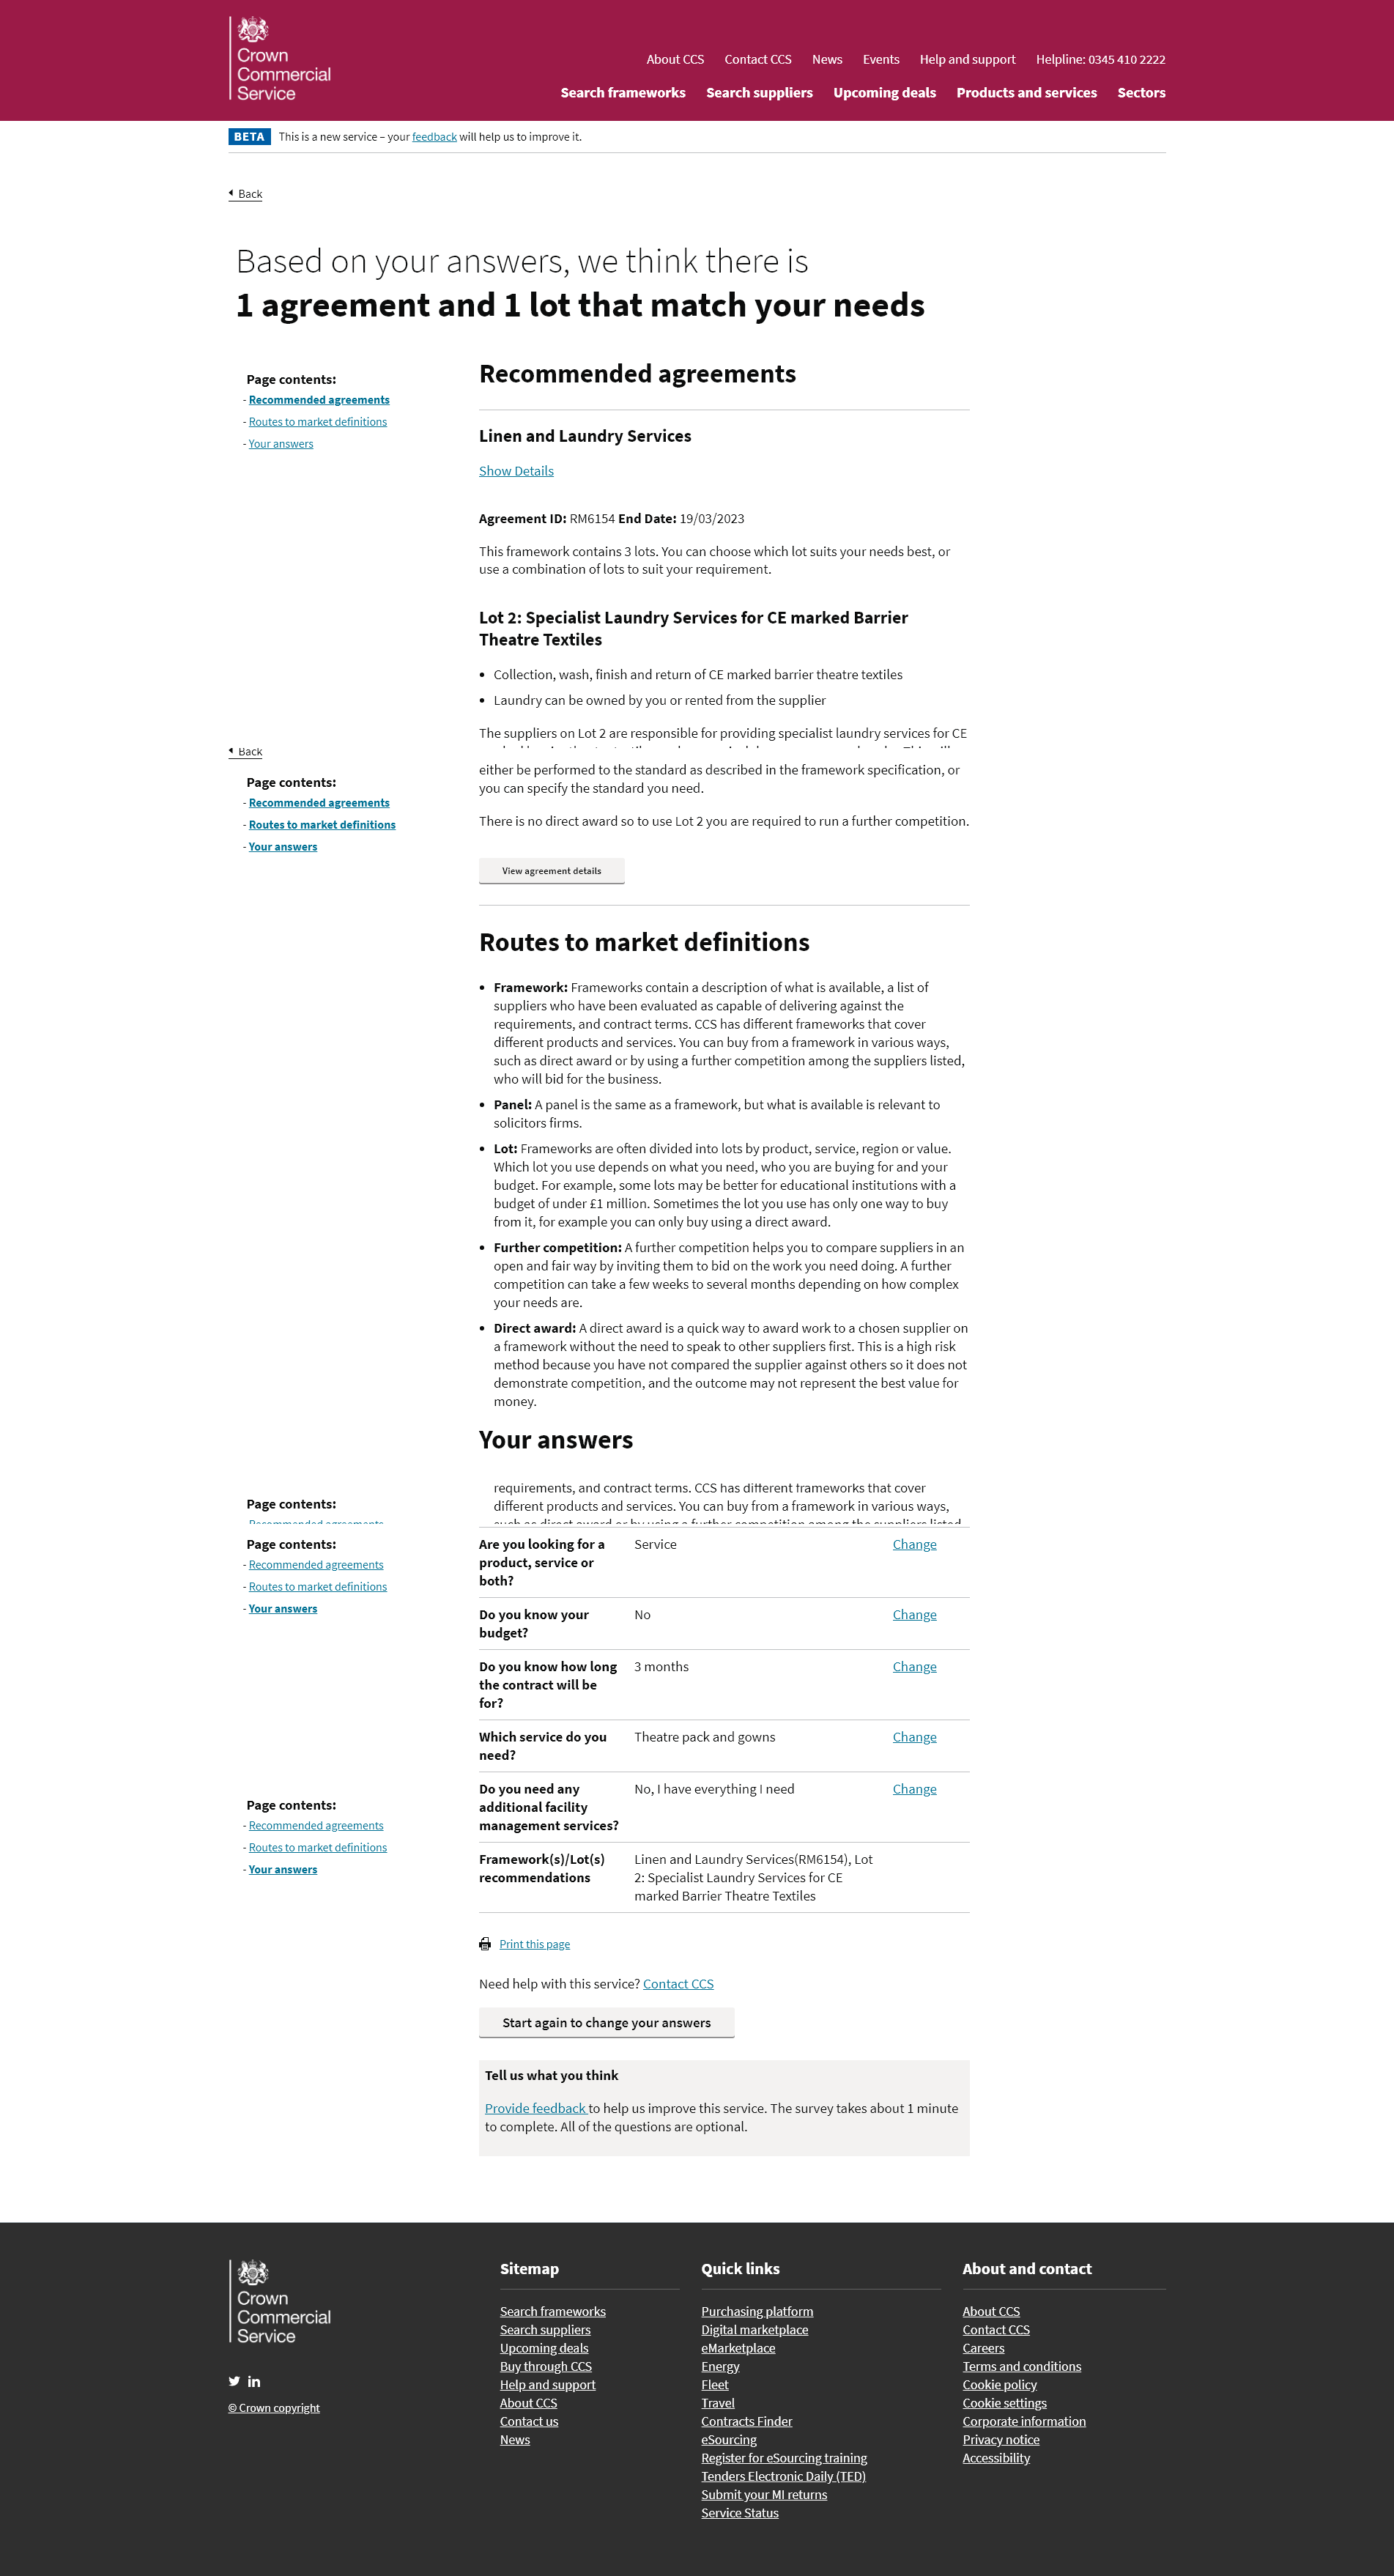 Crown
Commercial
Service
About CCS Contact CCS News Events Help and support Helpline: 0345 410 2222
Search frameworks Search suppliers Upcoming deals Products and services Sectors
BETA This is a new service – your feedback will help us to improve it.
Back
Based on your answers, we think there is
1 agreement and 1 lot that match your needs
Page contents:
- Recommended agreements
- Routes to market definitions
- Your answers
Recommended agreements
Linen and Laundry Services
Show Details
Agreement ID: RM6154 End Date: 19/03/2023
This framework contains 3 lots. You can choose which lot suits your needs best, or
use a combination of lots to suit your requirement.
Lot 2: Specialist Laundry Services for CE marked Barrier
Theatre Textiles
• Collection, wash, finish and return of CE marked barrier theatre textiles
• Laundry can be owned by you or rented from the supplier
The suppliers on Lot 2 are responsible for providing specialist laundry services for CE
Back
Page contents:
- Recommended agreements
- Routes to market definitions
- Your answers
either be performed to the standard as described in the framework specification, or
you can specify the standard you need.
There is no direct award so to use Lot 2 you are required to run a further competition.
View agreement details
Routes to market definitions
• Framework: Frameworks contain a description of what is available, a list of
suppliers who have been evaluated as capable of delivering against the
requirements, and contract terms. CCS has different frameworks that cover
different products and services. You can buy from a framework in various ways,
such as direct award or by using a further competition among the suppliers listed,
who will bid for the business.
• Panel: A panel is the same as a framework, but what is available is relevant to
solicitors firms.
• Lot: Frameworks are often divided into lots by product, service, region or value.
Which lot you use depends on what you need, who you are buying for and your
budget. For example, some lots may be better for educational institutions with a
budget of under £1 million. Sometimes the lot you use has only one way to buy
from it, for example you can only buy using a direct award.
• Further competition: A further competition helps you to compare suppliers in an
open and fair way by inviting them to bid on the work you need doing. A further
competition can take a few weeks to several months depending on how complex
your needs are.
• Direct award: A direct award is a quick way to award work to a chosen supplier on
a framework without the need to speak to other suppliers first. This is a high risk
method because you have not compared the supplier against others so it does not
demonstrate competition, and the outcome may not represent the best value for
money.
Your answers
requirements, and contract terms. CCS has different frameworks that cover
different products and services. You can buy from a framework in various ways,
such as direct award or by using a further competition among the suppliers listed
Page contents:
Recommended agreements
Page contents:
- Recommended agreements
- Routes to market definitions
- Your answers
Are you looking for a Service Change
product, service or
both?
Do you know your No Change
budget?
Do you know how long 3 months Change
the contract will be
for?
Which service do you Theatre pack and gowns Change
need?
Do you need any No, I have everything I need Change
additional facility
management services?
Page contents:
- Recommended agreements
- Routes to market definitions
- Your answers
Framework(s)/Lot(s) Linen and Laundry Services(RM6154), Lot
recommendations 2: Specialist Laundry Services for CE
marked Barrier Theatre Textiles
Print this page
Need help with this service? Contact CCS
Start again to change your answers
Tell us what you think
Provide feedback to help us improve this service. The survey takes about 1 minute
to complete. All of the questions are optional.
Crown
Commercial
Service
© Crown copyright
Sitemap
Search frameworks
Search suppliers
Upcoming deals
Buy through CCS
Help and support
About CCS
Contact us
News
Quick links
Purchasing platform
Digital marketplace
eMarketplace
Energy
Fleet
Travel
Contracts Finder
eSourcing
Register for eSourcing training
Tenders Electronic Daily (TED)
Submit your MI returns
Service Status
About and contact
About CCS
Contact CCS
Careers
Terms and conditions
Cookie policy
Cookie settings
Corporate information
Privacy notice
Accessibility